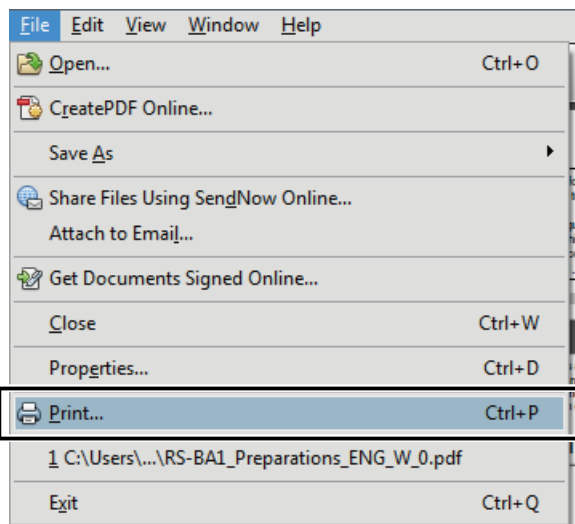 File Edit View Window Help
Open... Ctrl+O
CreatePDF Online...
Save As
Share Files Using SendNow Online...
Attach to Email...
Get Documents Signed Online...
Close Ctrl+W
Properties... Ctrl+D
Print... Ctrl+P
1 C:\Users\...\RS-BA1_Preparations_ENG_W_0.pdf
Exit Ctrl+Q